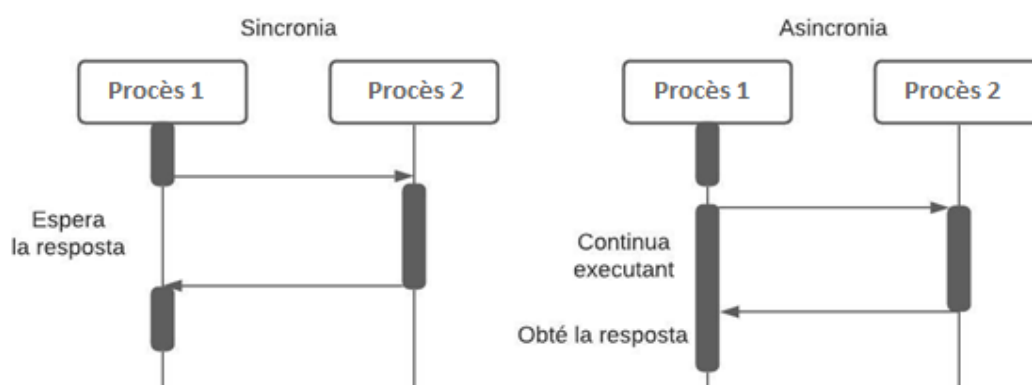 Sincronia
Procès 1
Procès 2
Espera
la resposta
Asincronia
Procès 1
Procès 2
Continua
executant
Obté la resposta